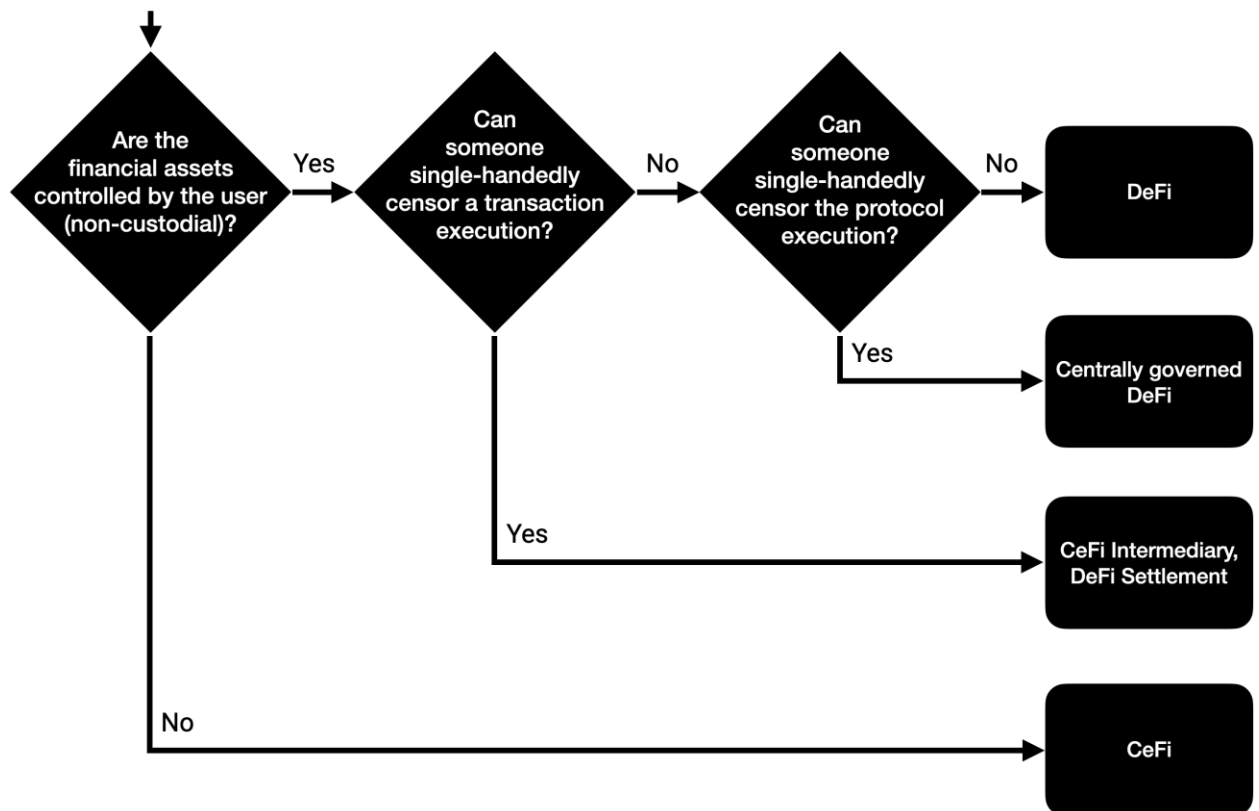 Are the
financial assets
controlled by the user
(non-custodial)?
Yes
Can
someone
single-handedly
censor a transaction
execution?
No
Can
someone
single-handedly
censor the protocol
execution?
No
DeFi
Yes
Centrally governed
DeFi
Yes
CeFi Intermediary,
DeFi Settlement
No
CeFi